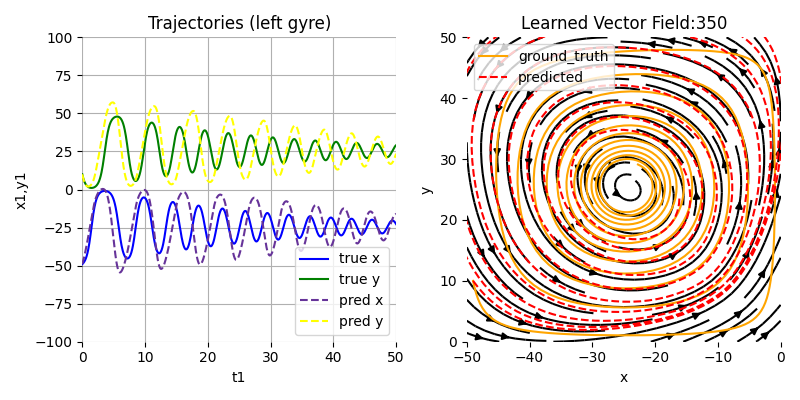 Trajectories (left gyre)
100
75
50
25
0
−25
−50
−75
−100
x1,y1
0
10
20
30
40
50
t1
true x
true y
pred x
pred y
Learned Vector Field:350
50
40
30
20
10
0
y
−50
−40
−30
−20
−10
0
x
ground_truth
predicted